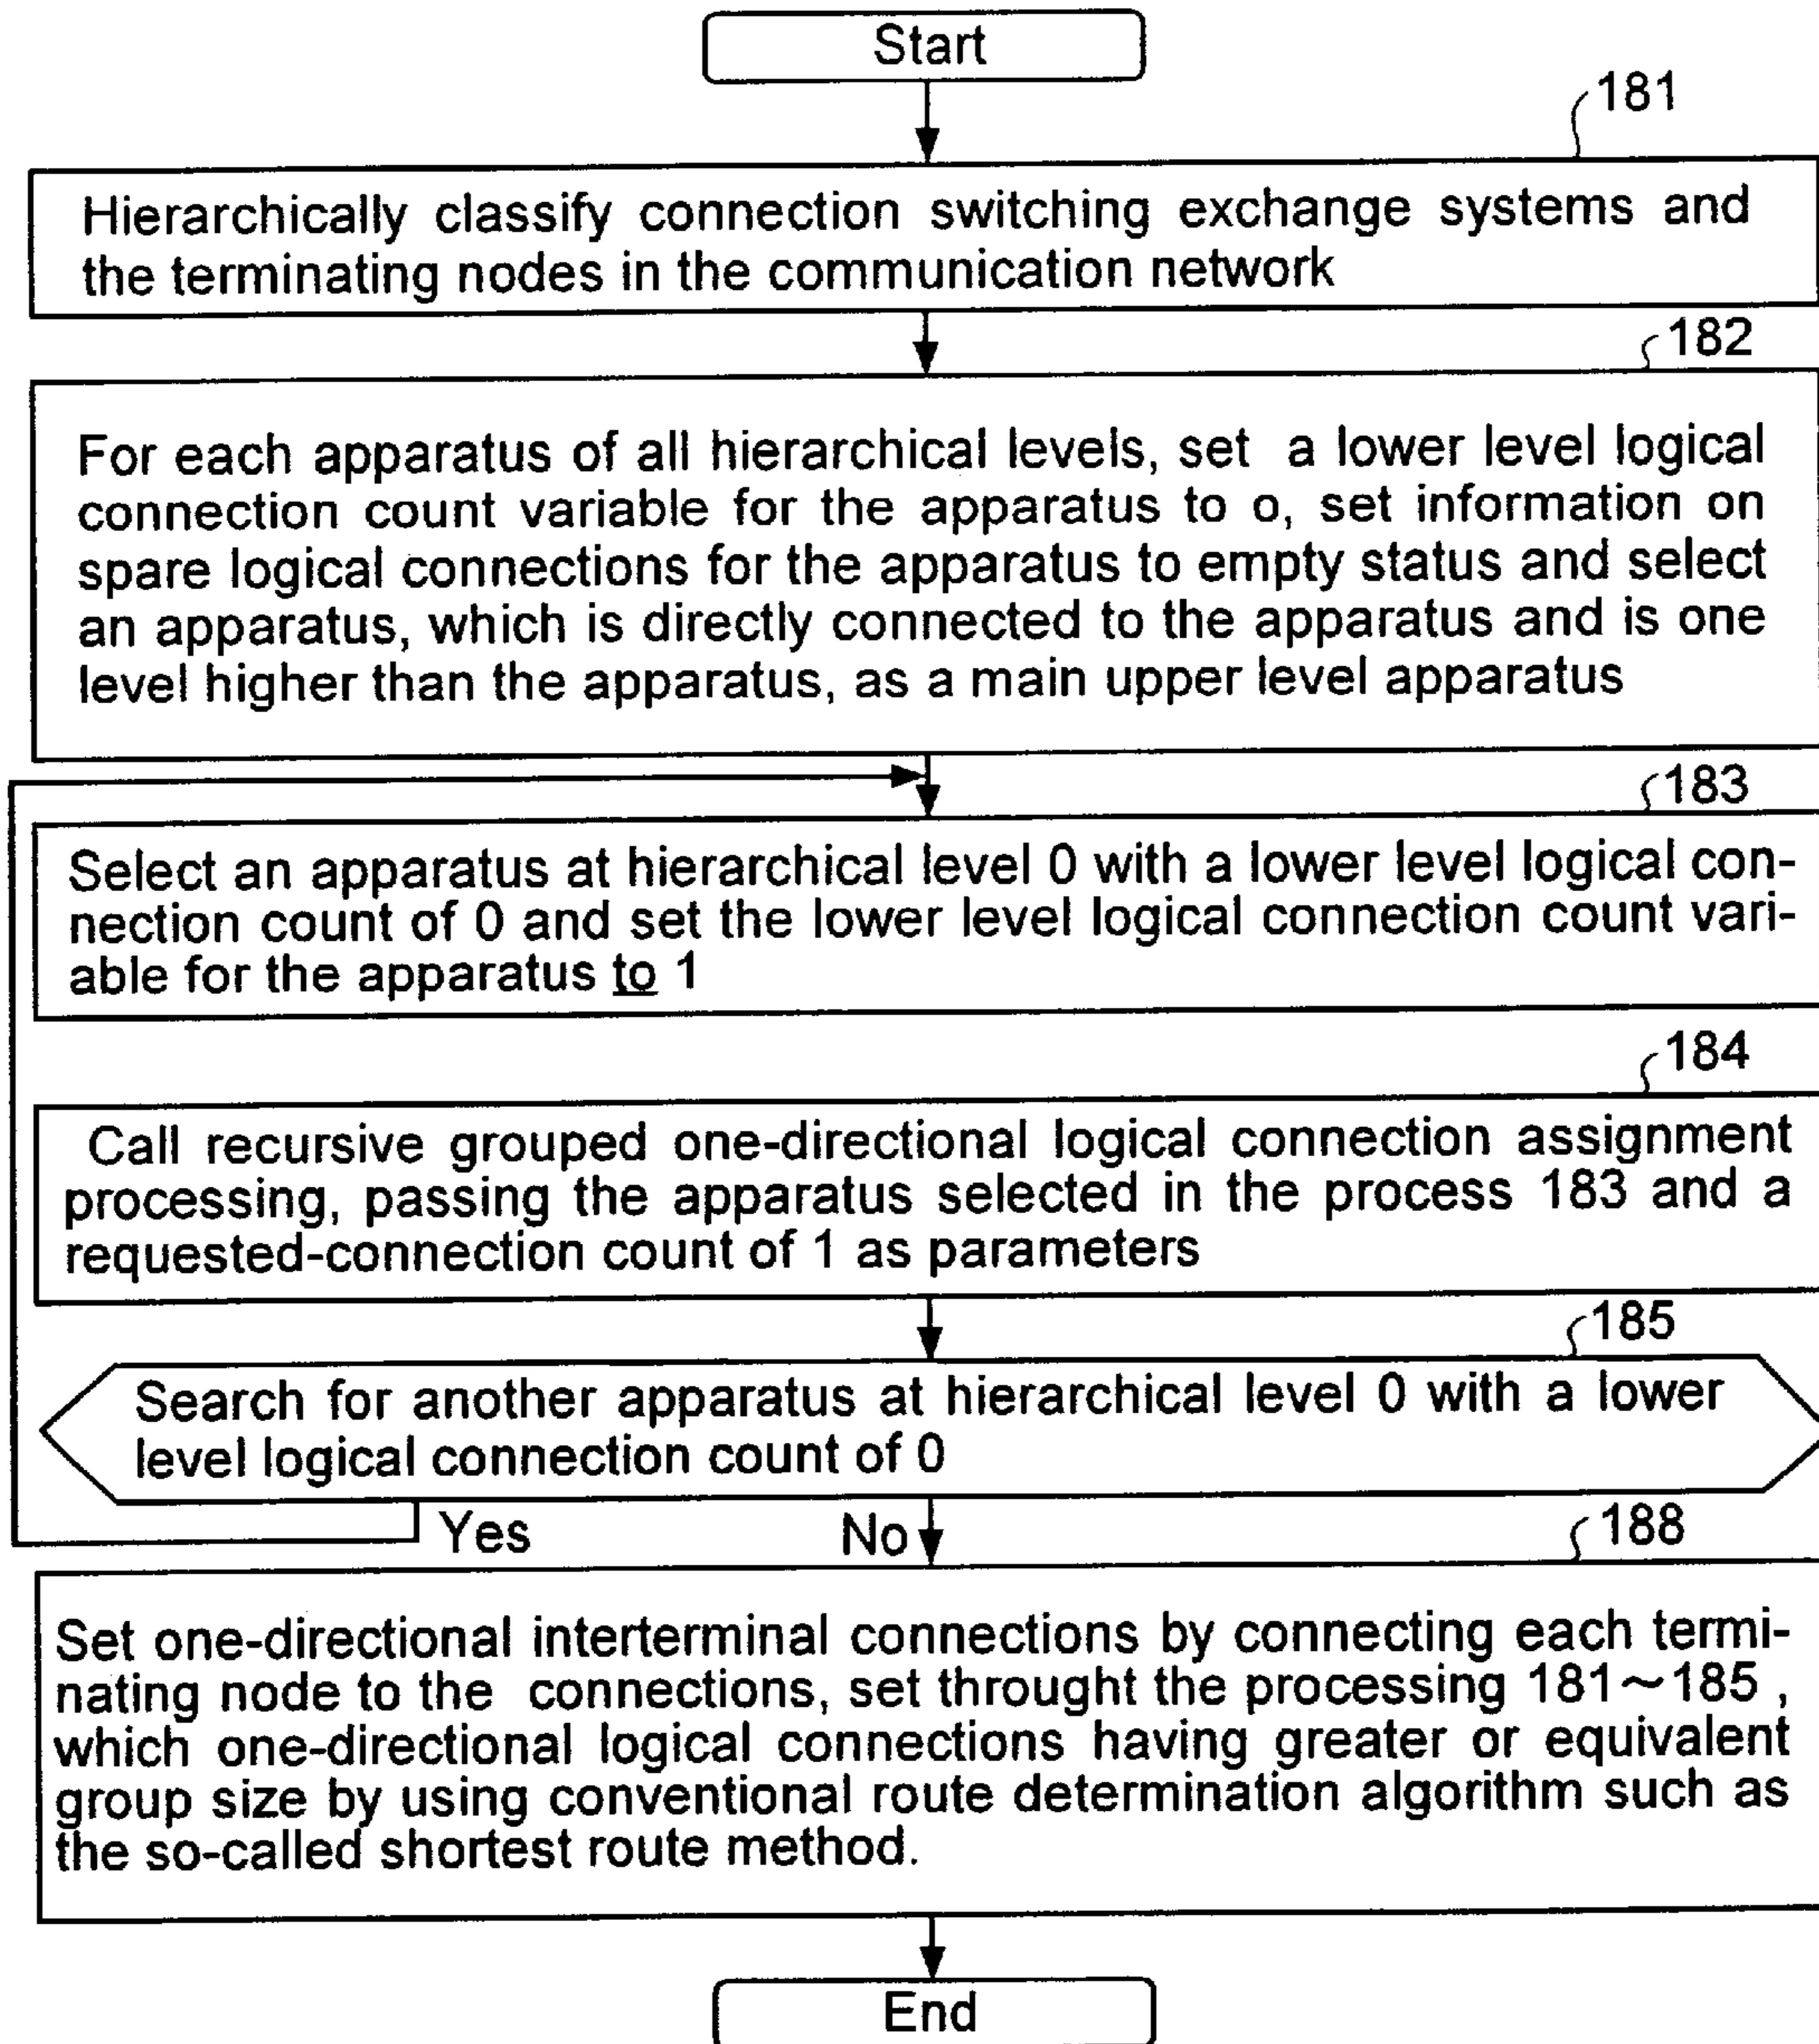 Start
181
Hierarchically classify connection switching exchange systems and
the terminating nodes in the communication network
182
For each apparatus of all hierarchical levels, set a lower level logical
connection count variable for the apparatus to o, set information on
spare logical connections for the apparatus to empty status and select
an apparatus, which is directly connected to the apparatus and is one
level higher than the apparatus, as a main upper level apparatus
183
Select an apparatus at hierarchical level 0 with a lower level logical con-
nection count of 0 and set the lower level logical connection count vari-
able for the apparatus to 1
184
Call recursive grouped one-directional logical connection assignment
processing, passing the apparatus selected in the process 183 and a
requested-connection count of 1 as parameters
185
Search for another apparatus at hierarchical level 0 with a lower
level logical connection count of 0
Yes No
188
Set one-directional interterminal connections by connecting each termi-
nating node to the connections, set throught the processing 181~185 ,
which one-directional logical connections having greater or equivalent
group size by using conventional route determination algorithm such as
the so-called shortest route method.
End